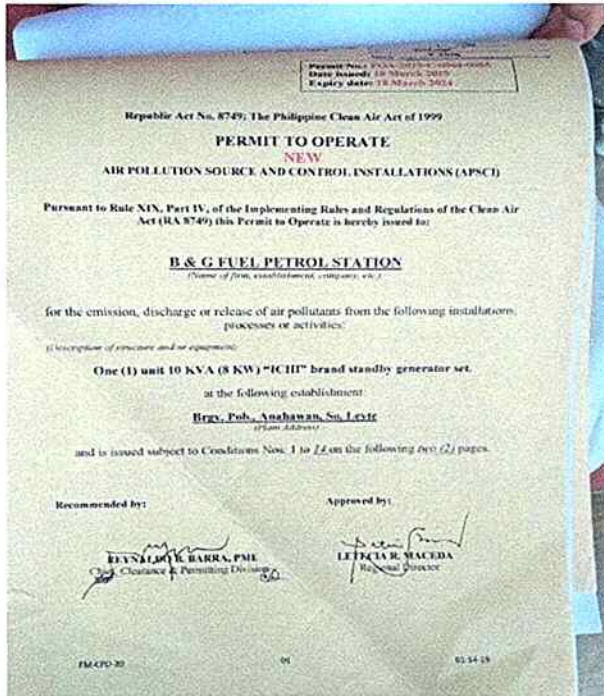 Permit No.:
Date issued: 18 March 2019
Expiry date: 18 March 2024
Republic Act No. 8749; The Philippine Clean Air Act of 1999
PERMIT TO OPERATE
NEW
AIR POLLUTION SOURCE AND CONTROL INSTALLATIONS (APSCI)
Pursuant to Rule XIX, Part IV, of the Implementing Rules and Regulations of the Clean Air
Act (RA 8749) this Permit to Operate is hereby issued to:
B & G FUEL PETROL STATION
(Name of firm, establishment, company, etc.)
for the emission, discharge or release of air pollutants from the following installations,
processes or activities:
(Description of structure and/or equipment)
One (1) unit 10 KVA (8 KW) "ICHI" brand standby generator set.
at the following establishment:
Brgy. Pob., Anahawan, So. Leyte
(Plant Address)
and is issued subject to Conditions Nos. 1 to 14 on the following two (2) pages.
Recommended by: Approved by:
REYNALDO B. BARRA, PME LETECIA R. MACEDA
Chief, Clearance & Permitting Division Regional Director
FM-CPD-20 01